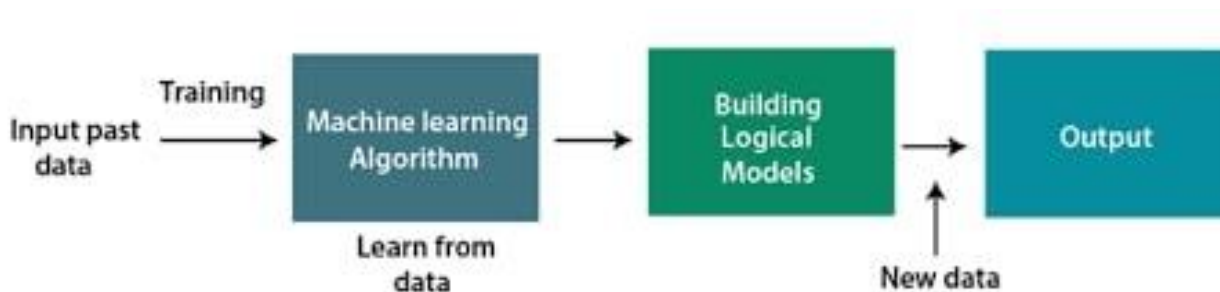 Training
Input past
data
Machine learning
Algorithm
Learn from
data
Building
Logical
Models
New data
Output